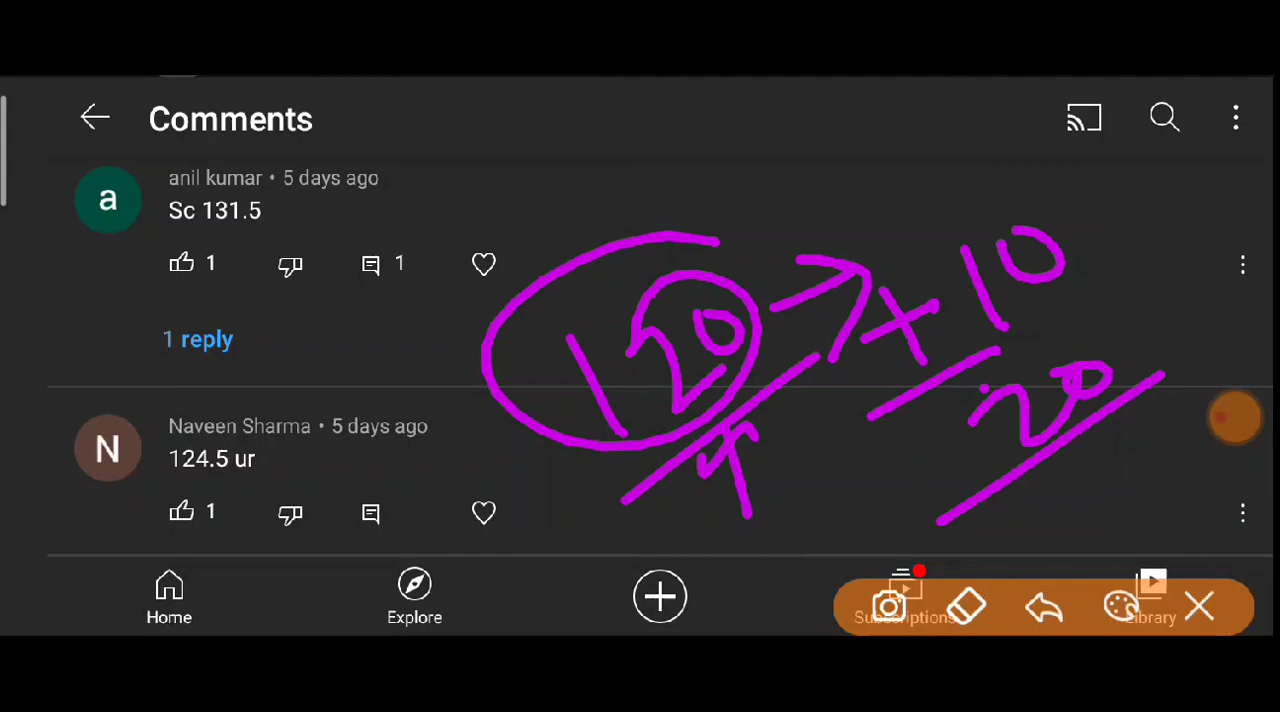 Comments
anil kumar • 5 days ago
Sc 131.5
1 1
1 reply
120 → + 10
20
Naveen Sharma • 5 days ago
124.5 ur
1
Home Explore Subscriptions Library